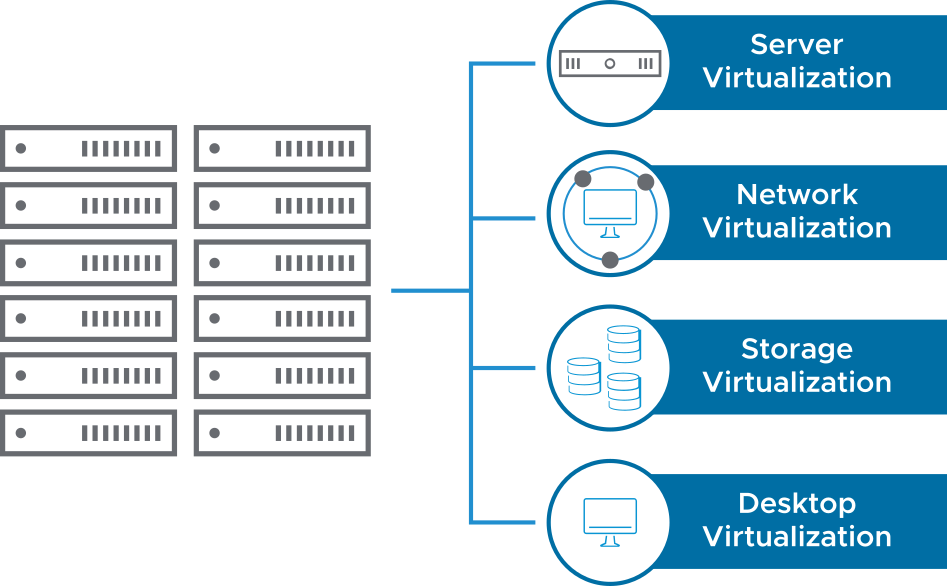 Server
Virtualization
Network
Virtualization
Storage
Virtualization
Desktop
Virtualization